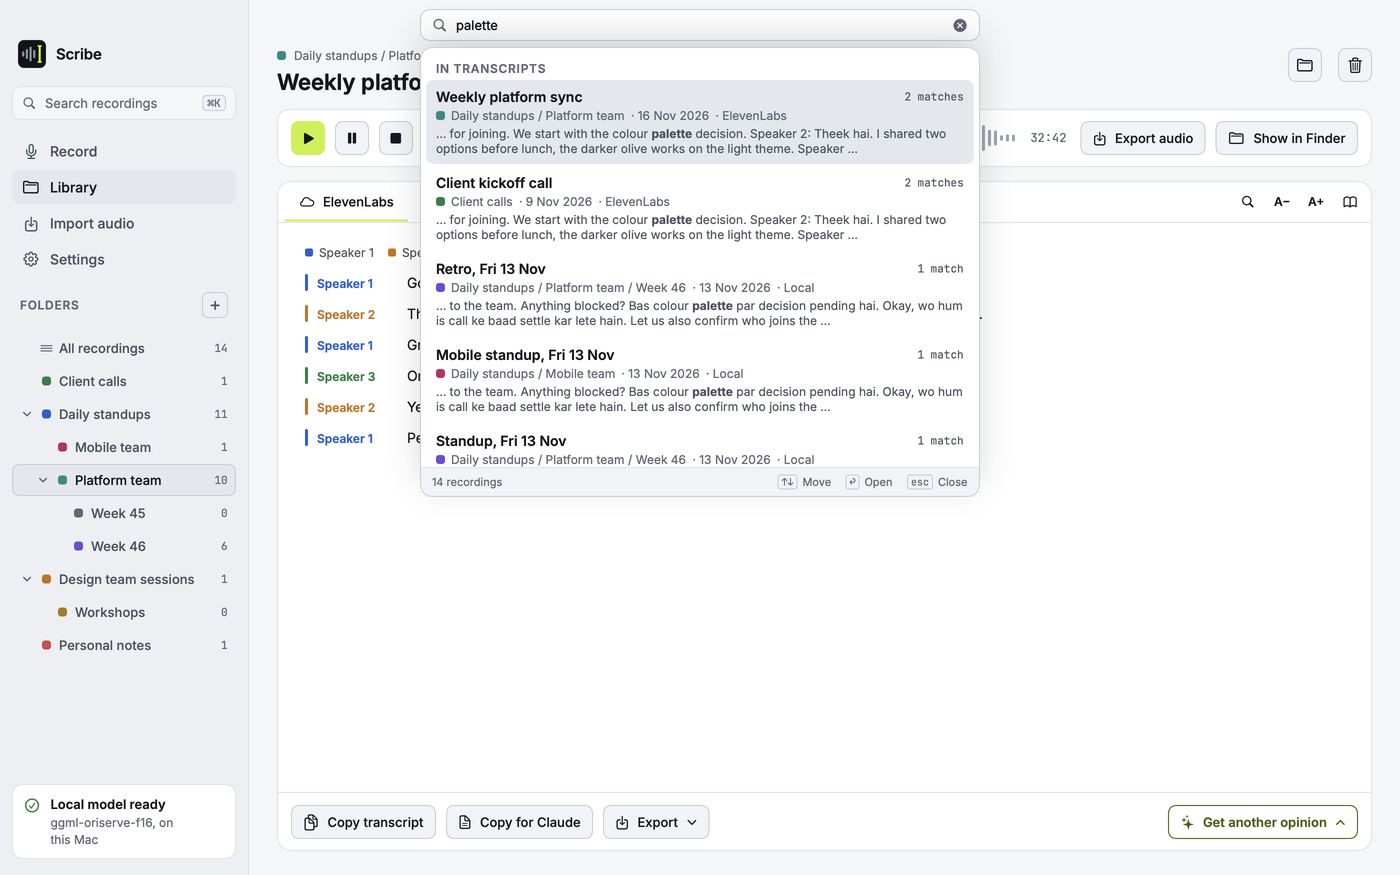 Scribe
Search recordings ⌘K
Record
Library
Import audio
Settings
FOLDERS
All recordings 14
Client calls 1
Daily standups 11
Mobile team 1
Platform team 10
Week 45 0
Week 46 6
Design team sessions 1
Workshops 0
Personal notes 1
Local model ready
ggml-oriserve-f16, on
this Mac
palette
Daily standups / Platfo
Weekly platfo
32:42
Export audio
Show in Finder
ElevenLabs
A− A+
Speaker 1 Spe
Speaker 1 Go
Speaker 2 Th
Speaker 1 Gr
Speaker 3 On
Speaker 2 Ye
Speaker 1 Pe
IN TRANSCRIPTS
Weekly platform sync 2 matches
Daily standups / Platform team · 16 Nov 2026 · ElevenLabs
... for joining. We start with the colour palette decision. Speaker 2: Theek hai. I shared two
options before lunch, the darker olive works on the light theme. Speaker ...
Client kickoff call 2 matches
Client calls · 9 Nov 2026 · ElevenLabs
... for joining. We start with the colour palette decision. Speaker 2: Theek hai. I shared two
options before lunch, the darker olive works on the light theme. Speaker ...
Retro, Fri 13 Nov 1 match
Daily standups / Platform team / Week 46 · 13 Nov 2026 · Local
... to the team. Anything blocked? Bas colour palette par decision pending hai. Okay, wo hum
is call ke baad settle kar lete hain. Let us also confirm who joins the ...
Mobile standup, Fri 13 Nov 1 match
Daily standups / Mobile team · 13 Nov 2026 · Local
... to the team. Anything blocked? Bas colour palette par decision pending hai. Okay, wo hum
is call ke baad settle kar lete hain. Let us also confirm who joins the ...
Standup, Fri 13 Nov 1 match
Daily standups / Platform team / Week 46 · 13 Nov 2026 · Local
14 recordings ↑↓ Move ↵ Open esc Close
Copy transcript
Copy for Claude
Export
Get another opinion